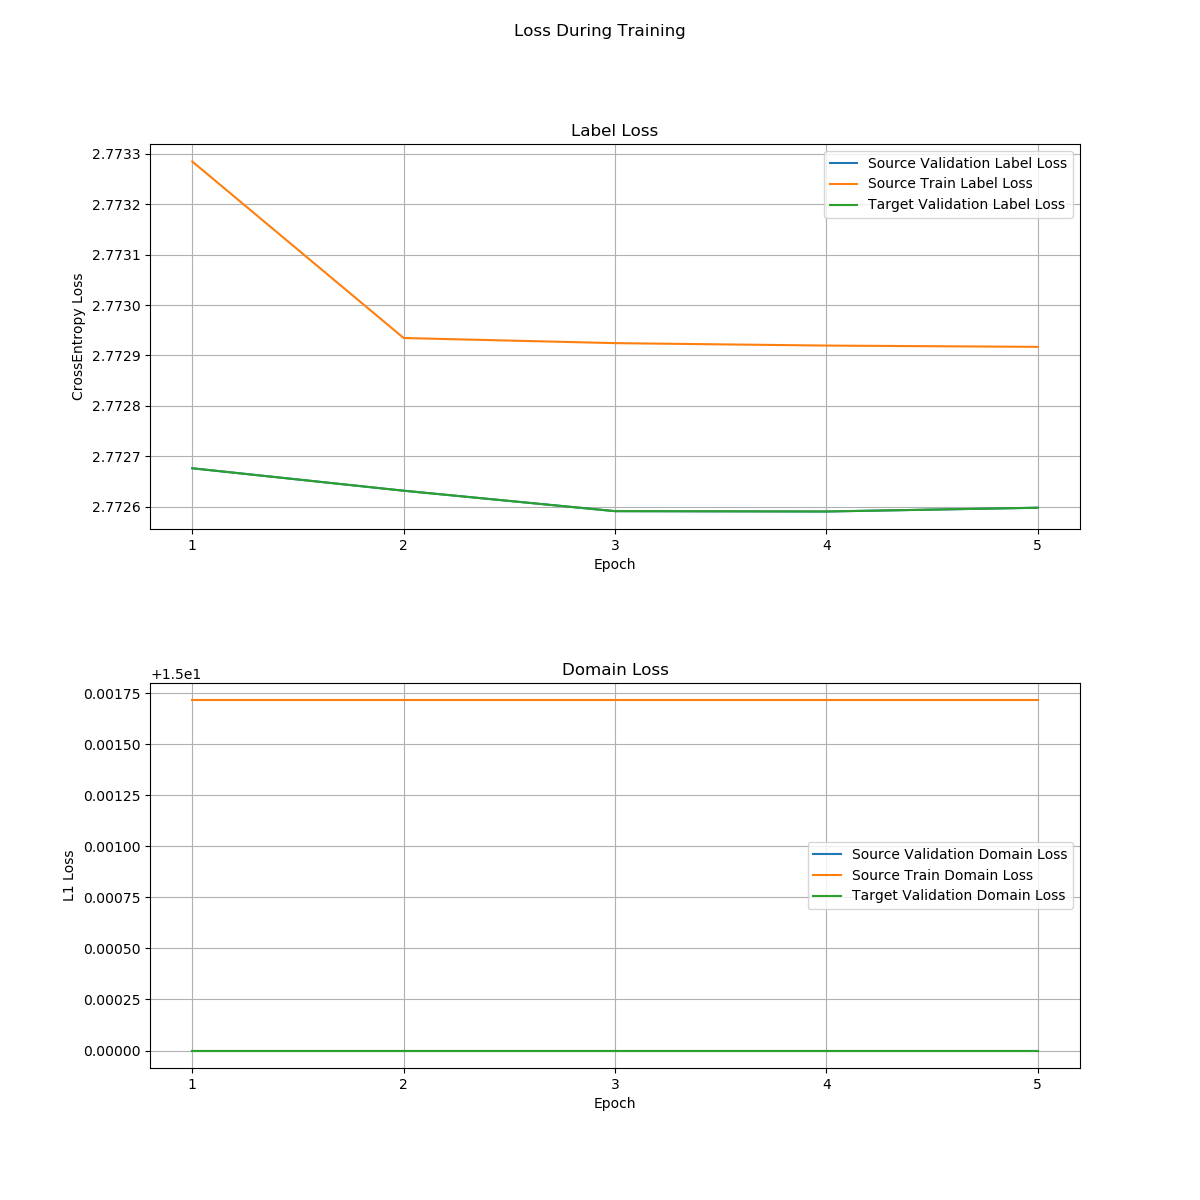 Loss During Training
Label Loss
2.7733
2.7732
2.7731
2.7730
2.7729
2.7728
2.7727
2.7726
CrossEntropy Loss
Source Validation Label Loss
Source Train Label Loss
Target Validation Label Loss
1 2 3 4 5
Epoch
Domain Loss
+1.5e1
0.00175
0.00150
0.00125
0.00100
0.00075
0.00050
0.00025
0.00000
L1 Loss
Source Validation Domain Loss
Source Train Domain Loss
Target Validation Domain Loss
1 2 3 4 5
Epoch